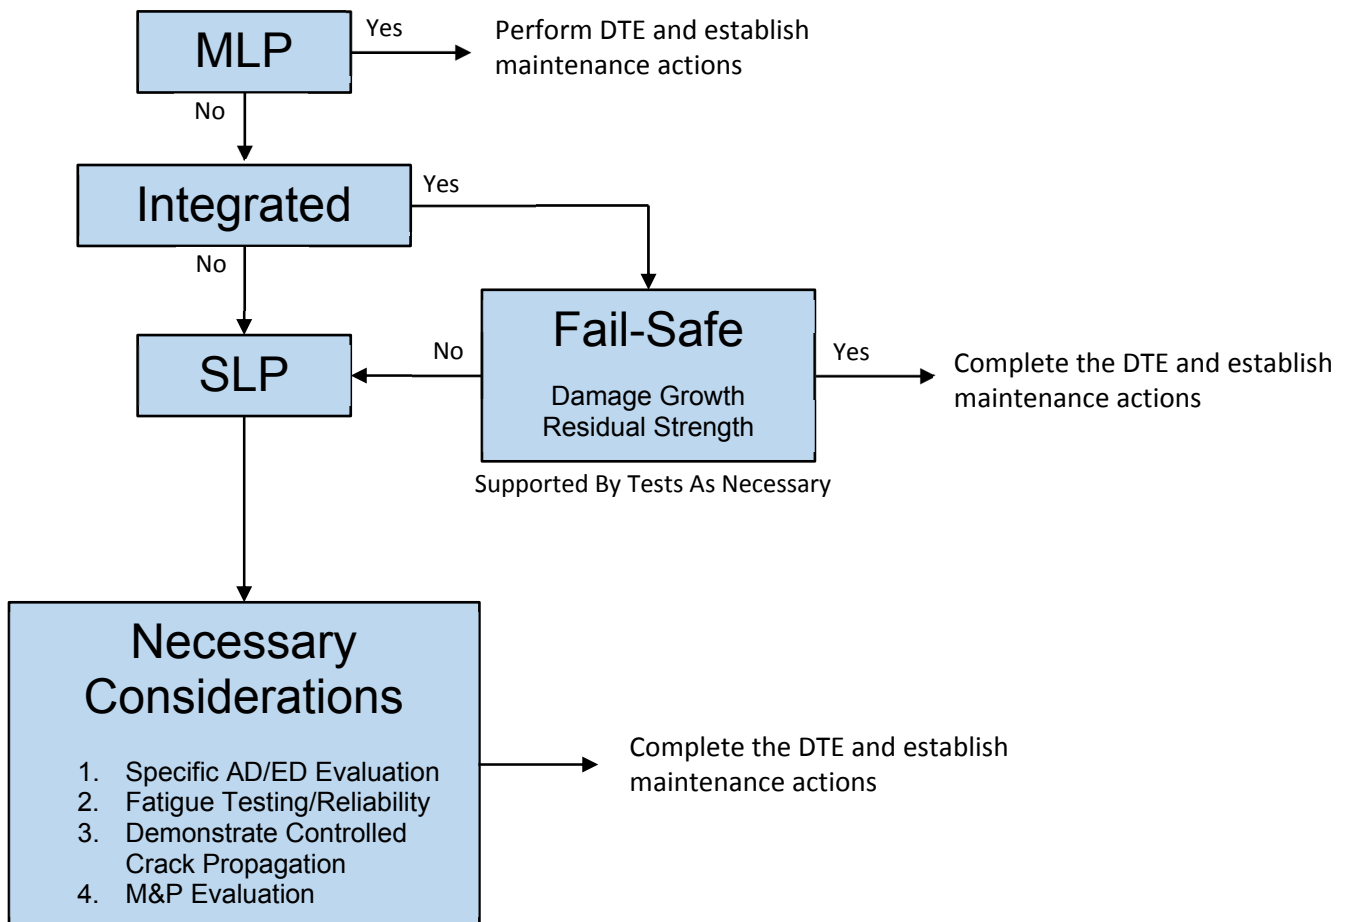 MLP
Yes
Perform DTE and establish
maintenance actions
No
Integrated
Yes
No
SLP
No
Fail-Safe
Damage Growth
Residual Strength
Yes
Complete the DTE and establish
maintenance actions
Supported By Tests As Necessary
Necessary
Considerations
1. Specific AD/ED Evaluation
2. Fatigue Testing/Reliability
3. Demonstrate Controlled
Crack Propagation
4. M&P Evaluation
Complete the DTE and establish
maintenance actions